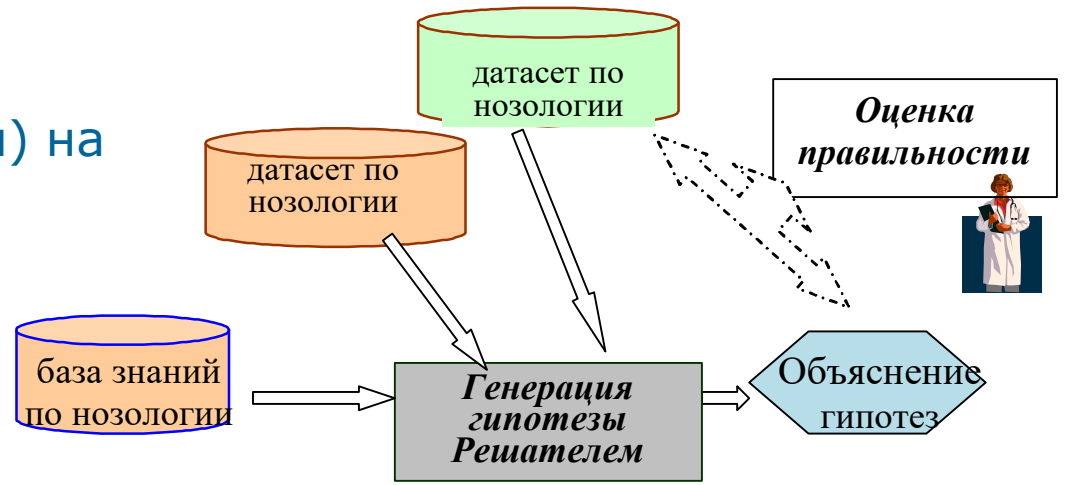 датасет по
нозологии
Оценка
правильности
) на
датасет по
нозологии
база знаний
по нозологии
Генерация
гипотезы
Решателем
Объяснение
гипотез